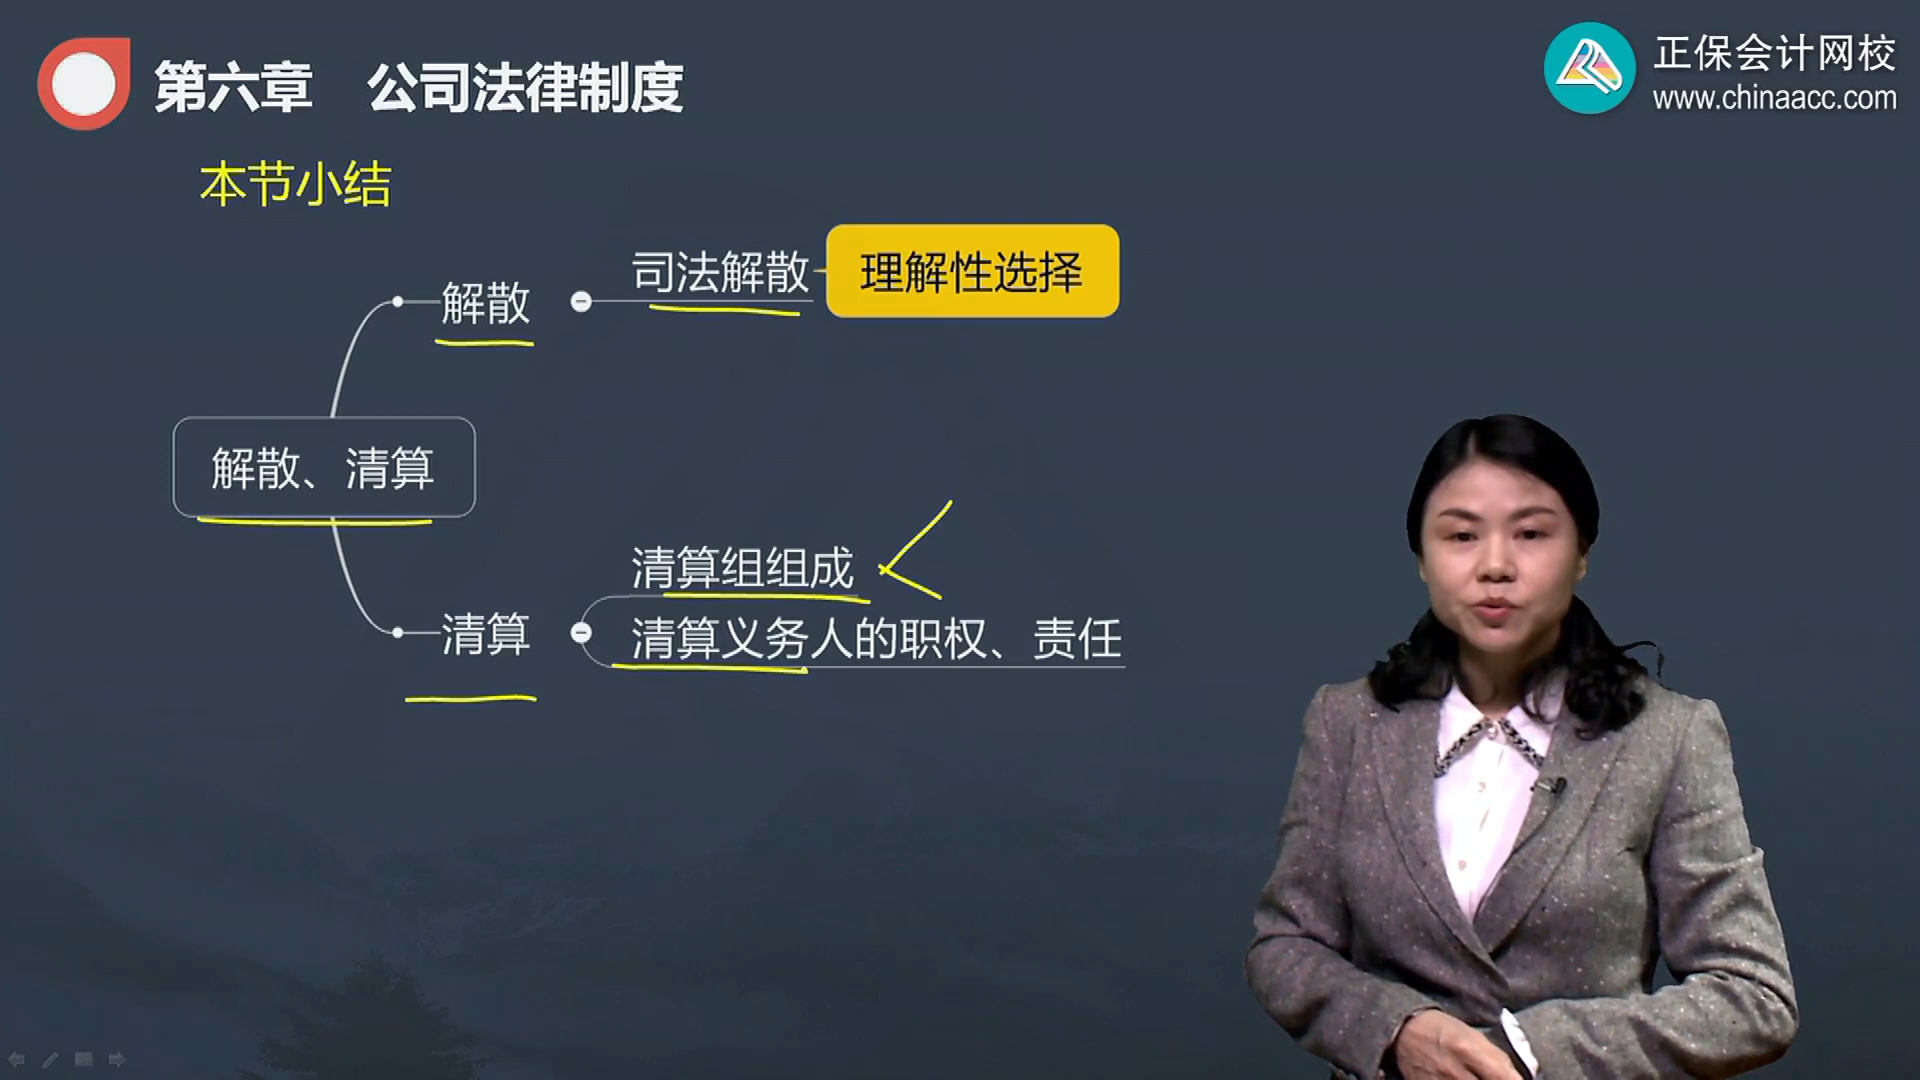 第六章 公司法律制度
正保会计网校
www.chinaacc.com
本节小结
司法解散
理解性选择
解散
解散、清算
清算组组成
清算
清算义务人的职权、责任